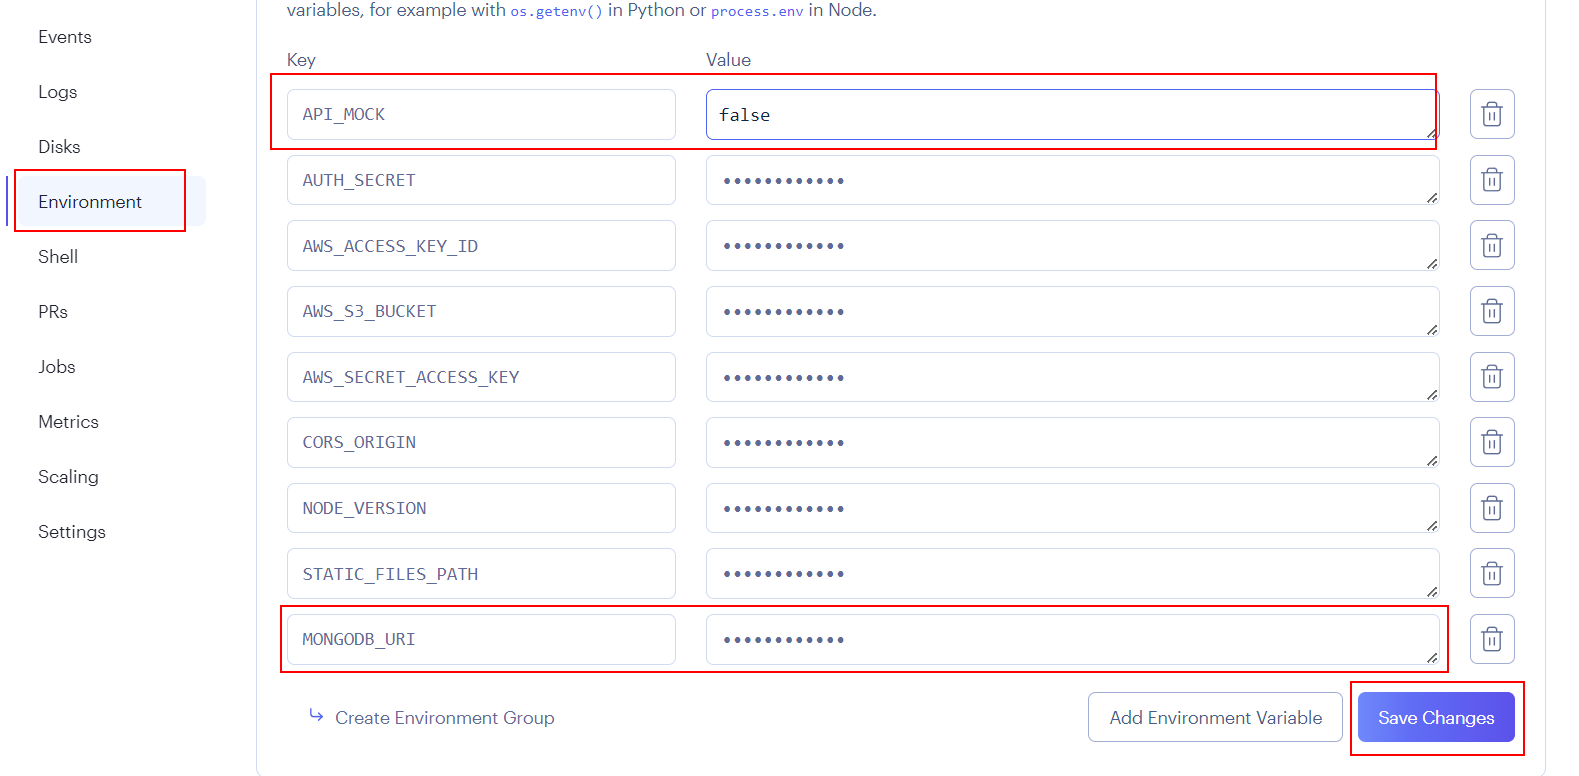 variables, for example with os.getenv() in Python or process.env in Node.
Events
Logs
Disks
Environment
Shell
PRs
Jobs
Metrics
Scaling
Settings
Key Value
API_MOCK false
AUTH_SECRET ••••••••••••
AWS_ACCESS_KEY_ID ••••••••••••
AWS_S3_BUCKET ••••••••••••
AWS_SECRET_ACCESS_KEY ••••••••••••
CORS_ORIGIN ••••••••••••
NODE_VERSION ••••••••••••
STATIC_FILES_PATH ••••••••••••
MONGODB_URI ••••••••••••
Create Environment Group Add Environment Variable Save Changes